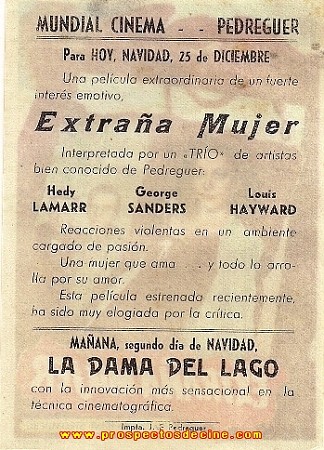 MUNDIAL CINEMA - - PEDREGUER
Para HOY, NAVIDAD, 25 de DICIEMBRE
Una película extraordinaria de un fuerte
interés emotivo,
Extraña Mujer
Interpretada por un «TRÍO» de artistas
bien conocido de Pedreguer:
Hedy George Louis
LAMARR SANDERS HAYWARD
Reacciones violentas en un ambiente
cargado de pasión.
Una mujer que ama . . . y todo lo arro-
lla por su amor.
Esta película estrenada recientemente,
ha sido muy elogiada por la crítica.
MAÑANA, segundo día de NAVIDAD,
LA DAMA DEL LAGO
con la innovación más sensacional en la
técnica cinematográfica.
Impta. J. Pedreguer
www.prospectosdecine.com